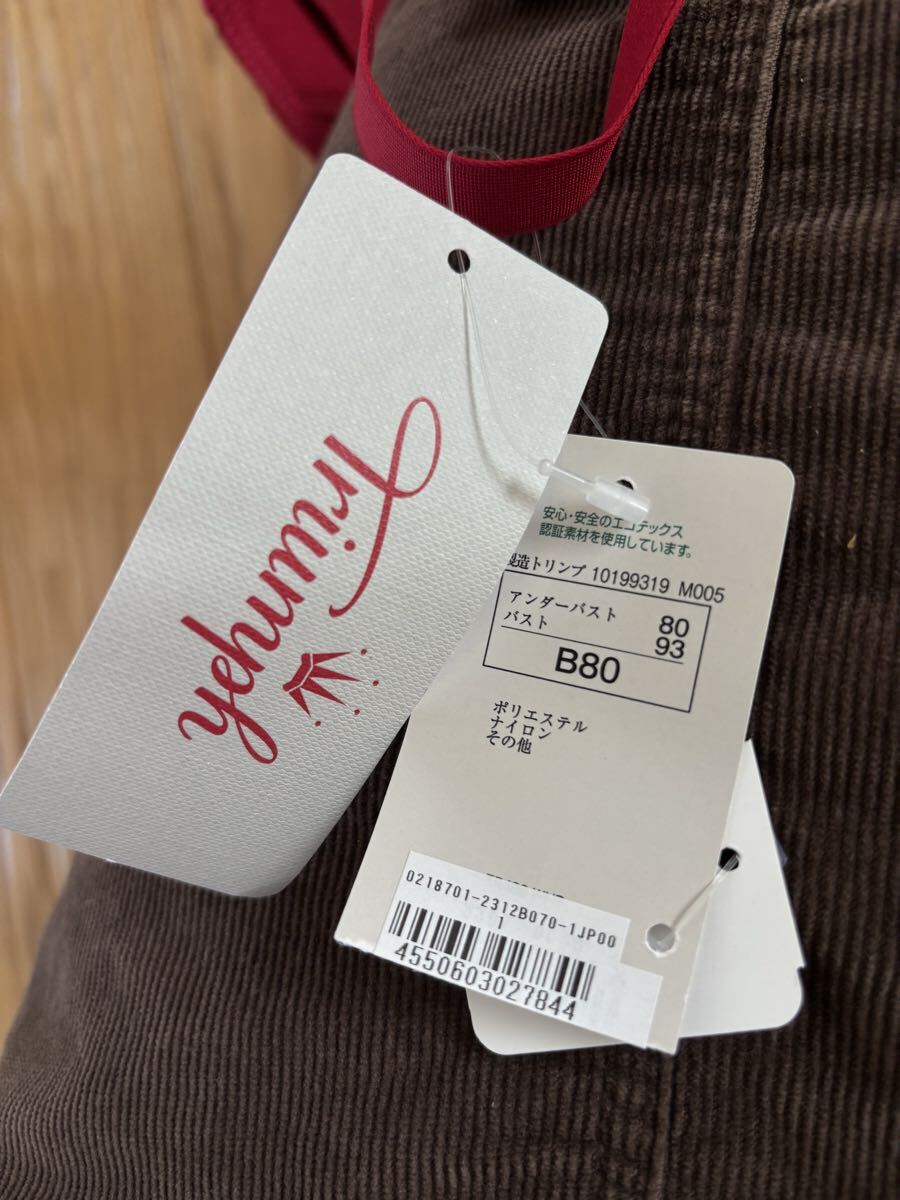 Triumph
安心・安全のエコテックス
認証素材を使用しています。
製造トリンプ 10199319 M005
アンダーバスト 80
バスト 93
B80
ポリエステル
ナイロン
その他
0218701-2312B070-1JP00
1
4550603027844